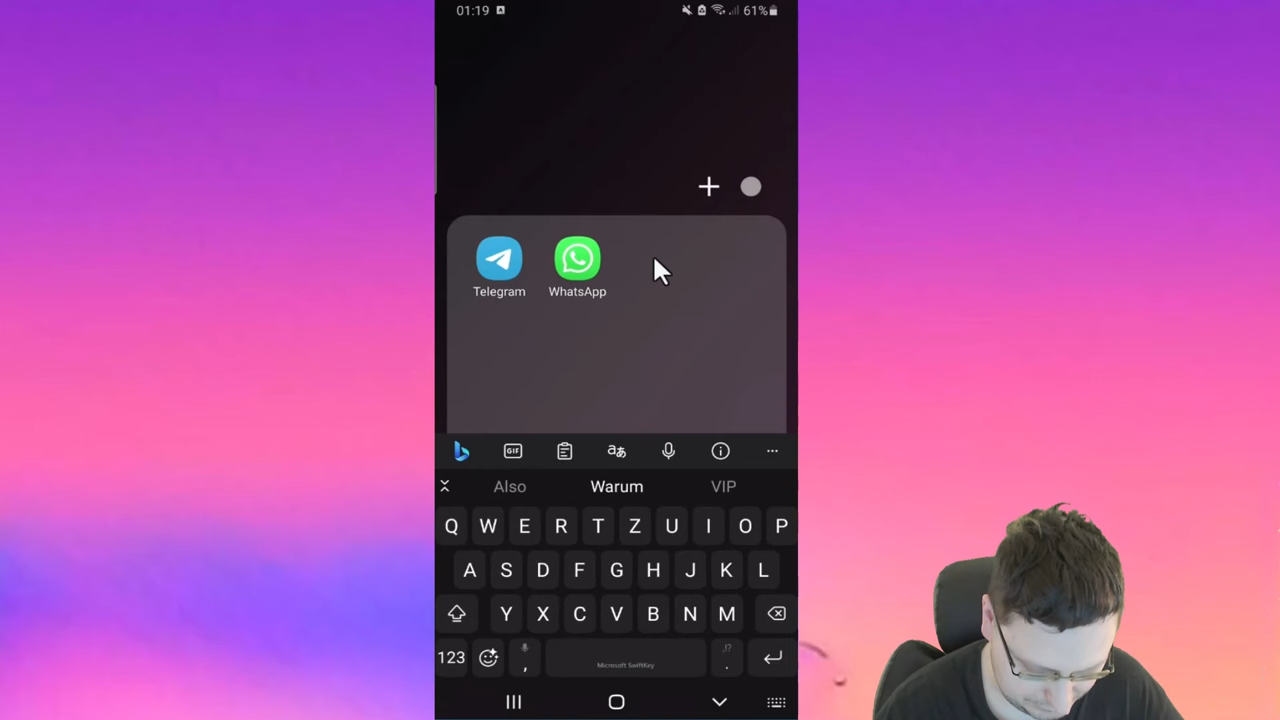 01:19 61%
Telegram WhatsApp
GIF
Also Warum VIP
Q W E R T Z U I O P
A S D F G H J K L
Y X C V B N M
123 , Microsoft SwiftKey !? .